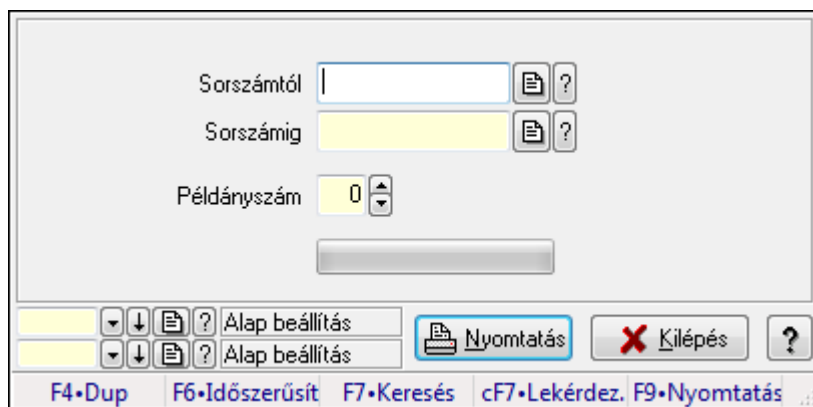 Sorszámtól ?
Sorszámig ?
Példányszám 0
? Alap beállítás
? Alap beállítás
Nyomtatás Kilépés ?
F4•Dup F6•Időszerűsít F7•Keresés cF7•Lekérdez. F9•Nyomtatás